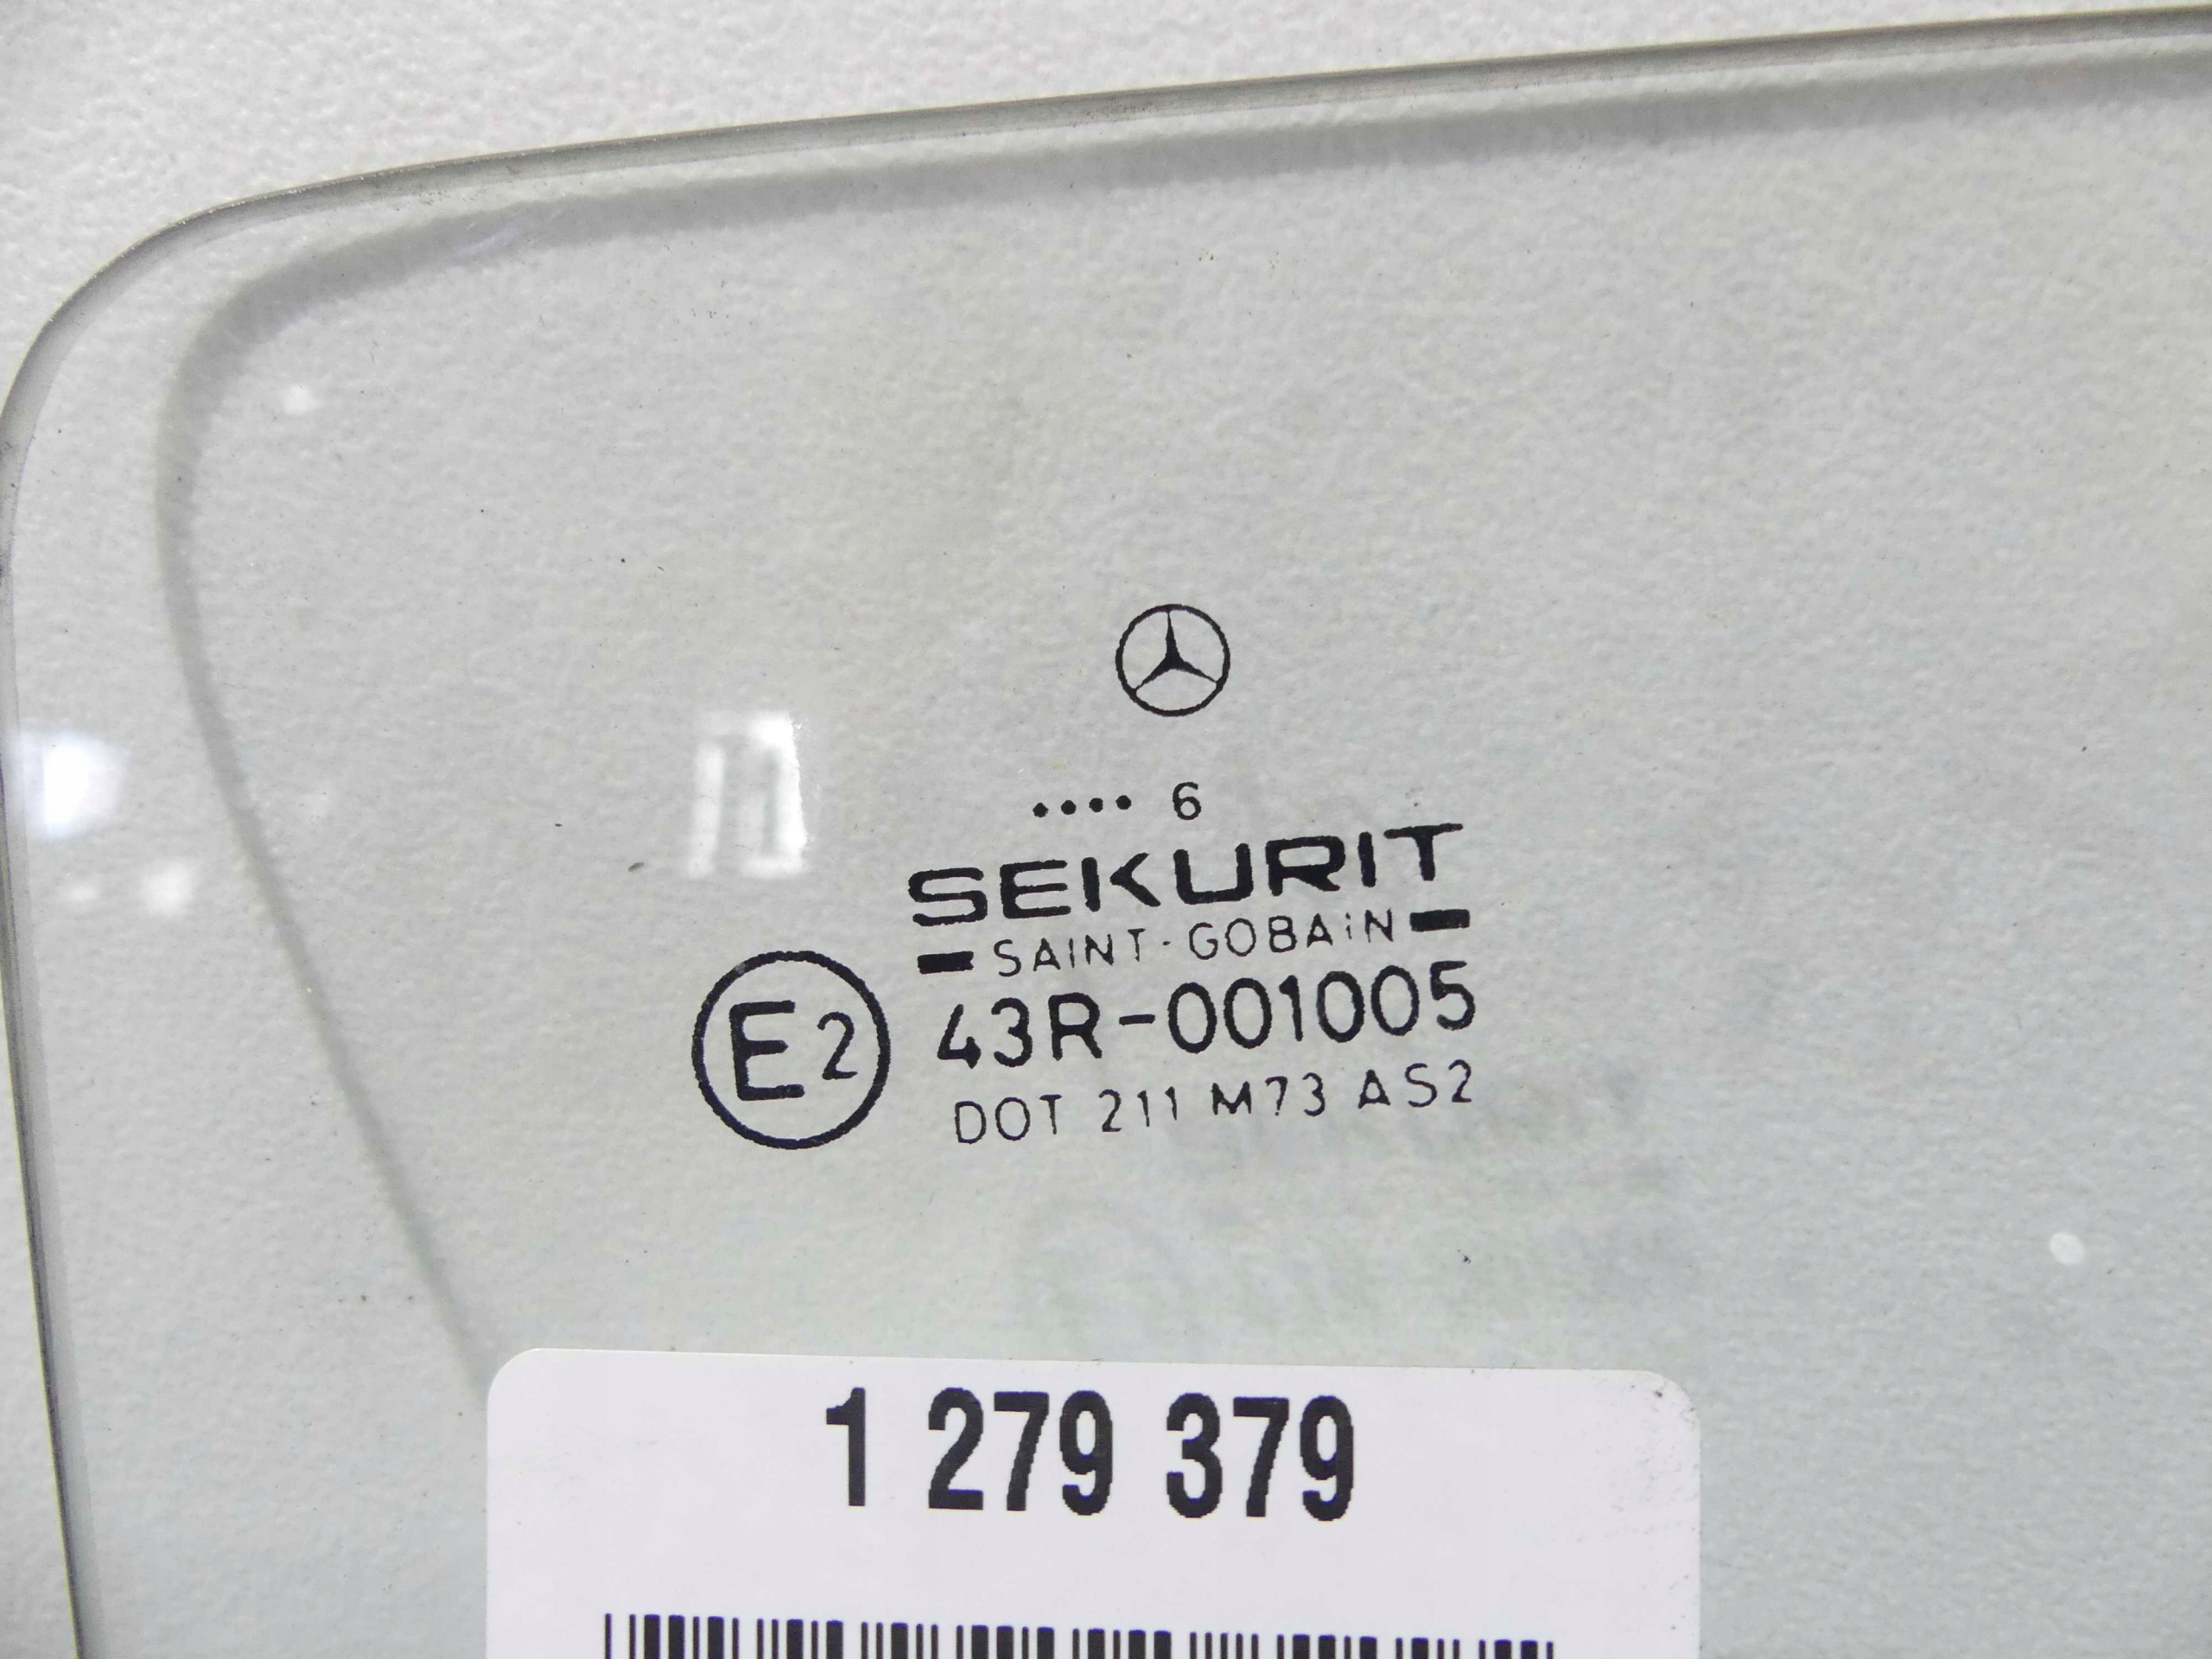 •••• 6
SEKURIT
SAINT-GOBAIN
E2 43R-001005
DOT 211 M73 AS2
1 279 379